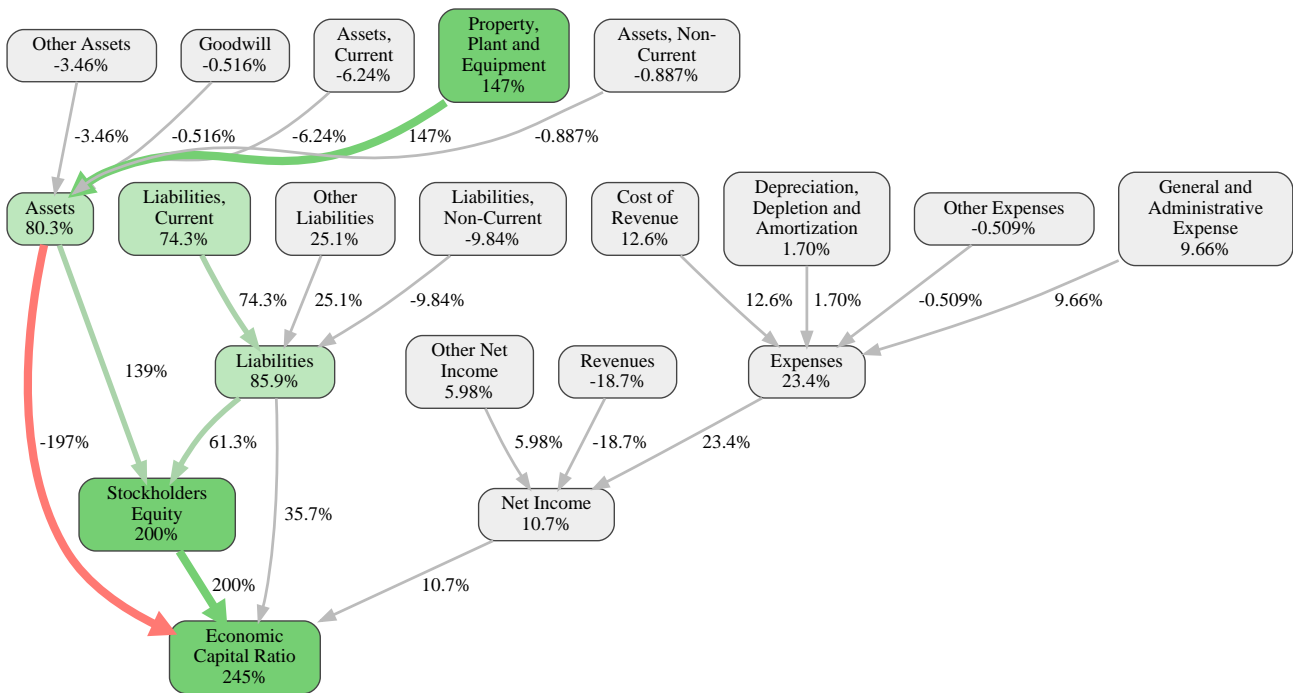 Other Assets
-3.46%
Goodwill
-0.516%
Assets,
Current
-6.24%
Property,
Plant and
Equipment
147%
Assets, Non-
Current
-0.887%
-3.46%
-0.516%
-6.24%
147%
-0.887%
Assets
80.3%
Liabilities,
Current
74.3%
Other
Liabilities
25.1%
Liabilities,
Non-Current
-9.84%
Cost of
Revenue
12.6%
Depreciation,
Depletion and
Amortization
1.70%
Other Expenses
-0.509%
General and
Administrative
Expense
9.66%
74.3%
25.1%
-9.84%
12.6%
1.70%
-0.509%
9.66%
139%
Liabilities
85.9%
Other Net
Income
5.98%
Revenues
-18.7%
Expenses
23.4%
-197%
61.3%
5.98%
-18.7%
23.4%
Stockholders
Equity
200%
35.7%
Net Income
10.7%
200%
10.7%
Economic
Capital Ratio
245%